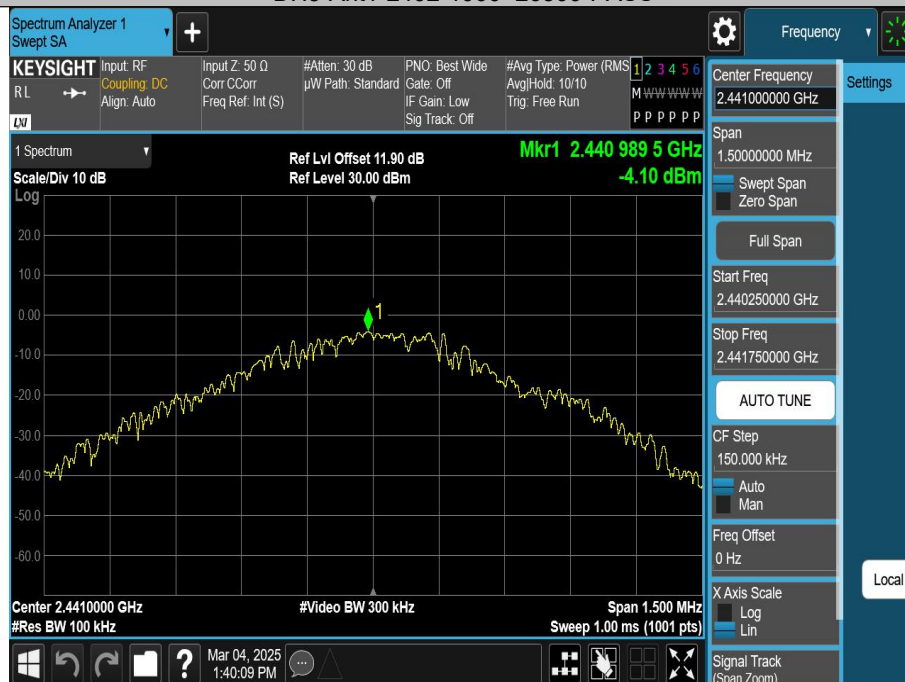 Spectrum Analyzer 1
Swept SA
+
Frequency
KEYSIGHT
RL
LXI
Input: RF
Coupling: DC
Align: Auto
Input Z: 50 Ω
Corr CCorr
Freq Ref: Int (S)
#Atten: 30 dB
µW Path: Standard
PNO: Best Wide
Gate: Off
IF Gain: Low
Sig Track: Off
#Avg Type: Power (RMS
Avg|Hold: 10/10
Trig: Free Run
1 2 3 4 5 6
M W W W W W
P P P P P P
1 Spectrum
Scale/Div 10 dB
Log
Ref Lvl Offset 11.90 dB
Ref Level 30.00 dBm
Mkr1 2.440 989 5 GHz
-4.10 dBm
20.0
10.0
0.00
-10.0
-20.0
-30.0
-40.0
-50.0
-60.0
1
Center 2.4410000 GHz
#Res BW 100 kHz
#Video BW 300 kHz
Span 1.500 MHz
Sweep 1.00 ms (1001 pts)
Mar 04, 2025
1:40:09 PM
?
Center Frequency
2.441000000 GHz
Span
1.50000000 MHz
Swept Span
Zero Span
Full Span
Start Freq
2.440250000 GHz
Stop Freq
2.441750000 GHz
AUTO TUNE
CF Step
150.000 kHz
Auto
Man
Freq Offset
0 Hz
X Axis Scale
Log
Lin
Signal Track
(Span Zoom)
Settings
Local